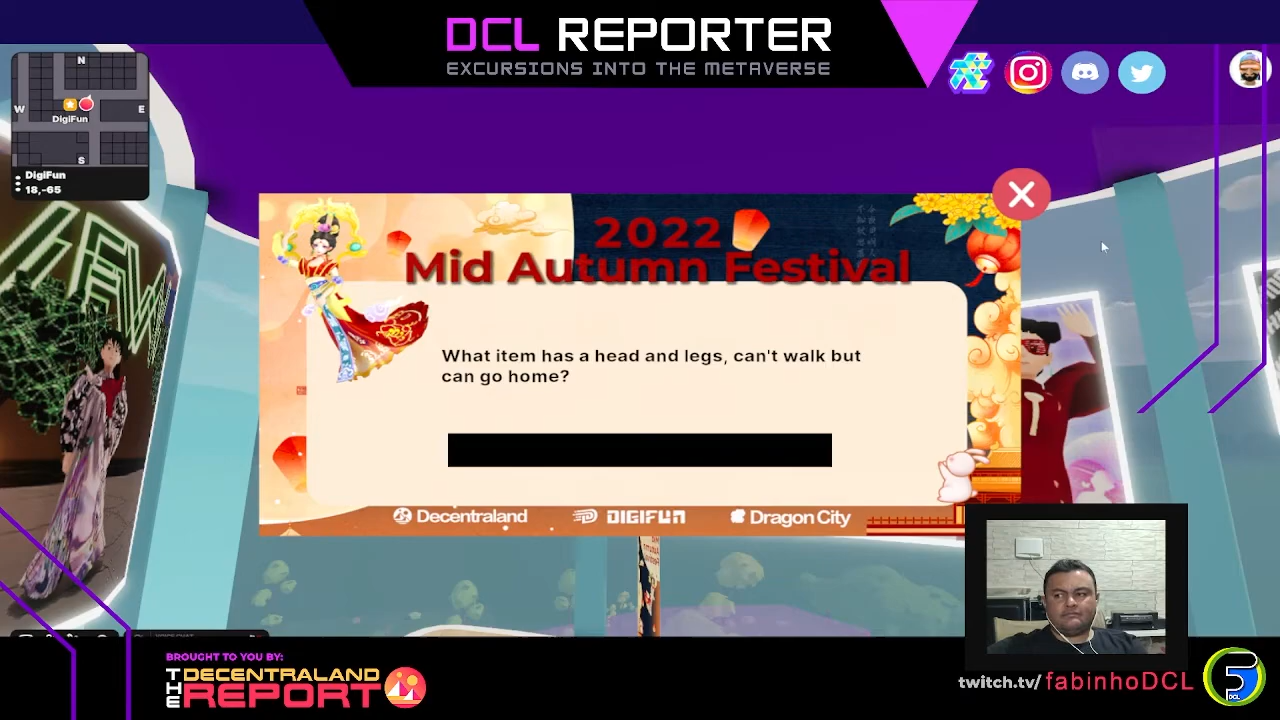 DCL REPORTER
EXCURSIONS INTO THE METAVERSE
N
W
E
DigiFun
S
DigiFun
18,-65
2022
Mid Autumn Festival
What item has a head and legs, can't walk but
can go home?
Decentraland
DIGIFUN
Dragon City
BROUGHT TO YOU BY:
THE
DECENTRALAND
REPORT
twitch.tv/fabinhoDCL
DCL